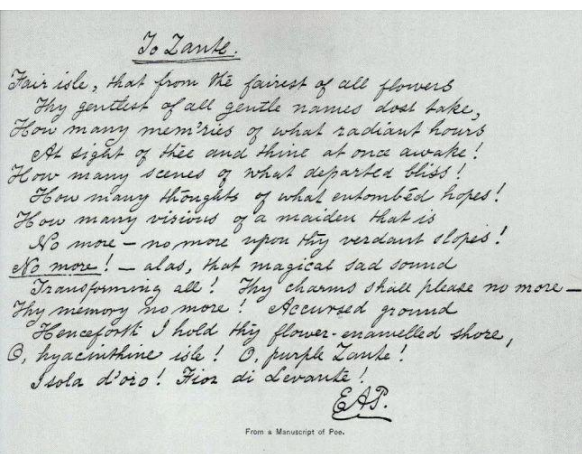 To Zante.
Fair isle, that from the fairest of all flowers
Thy gentlest of all gentle names dost take,
How many mem'ries of what radiant hours
At sight of thee and thine at once awake!
How many scenes of what departed bliss!
How many thoughts of what entombéd hopes!
How many visions of a maiden that is
No more — no more upon thy verdant slopes!
No more! — alas, that magical sad sound
Transforming all! Thy charms shall please no more —
Thy memory no more! Accursed ground
Henceforth I hold thy flower-enamelled shore,
O, hyacinthine isle! O, purple Zante!
Isola d'oro! Fior di Levante!
EAP.
From a Manuscript of Poe.